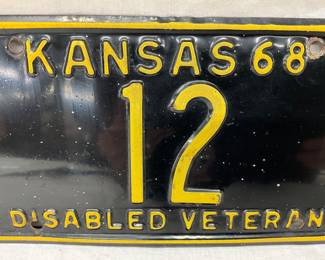 KANSAS 68
12
DISABLED VETERAN